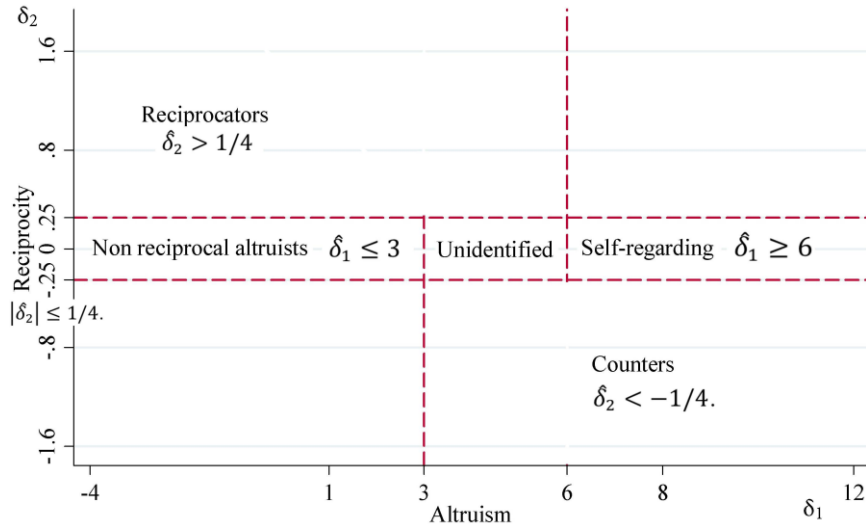 δ₂
1.6
Reciprocators
δ̂₂ > 1/4
.8
Reciprocity
.25
Non reciprocal altruists δ̂₁ ≤ 3
Unidentified
Self-regarding δ̂₁ ≥ 6
0
-.25
|δ̂₂| ≤ 1/4.
-.8
Counters
δ̂₂ < −1/4.
-1.6
-4 1 3 6 8 12
Altruism
δ₁